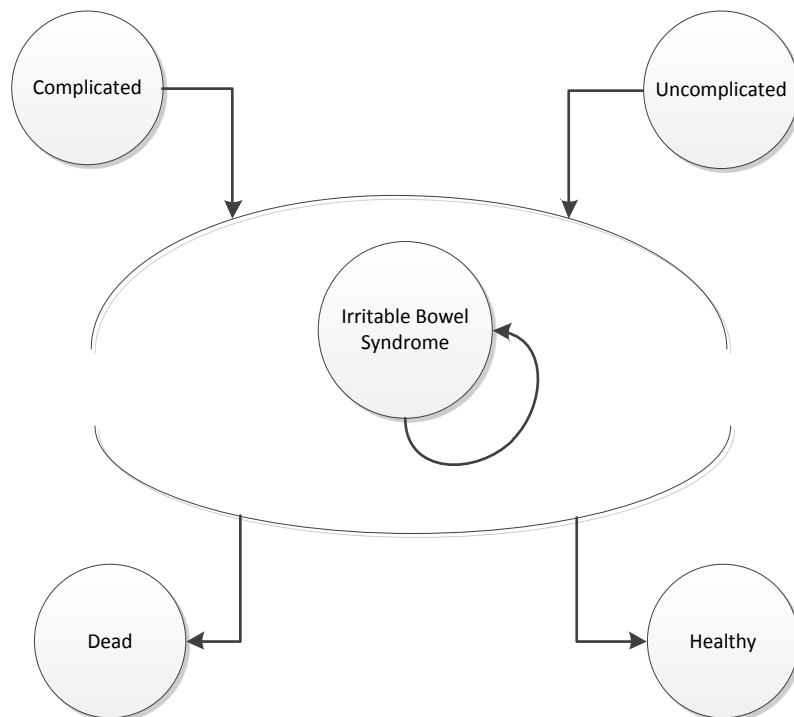 Complicated
Uncomplicated
Irritable Bowel
Syndrome
Dead
Healthy